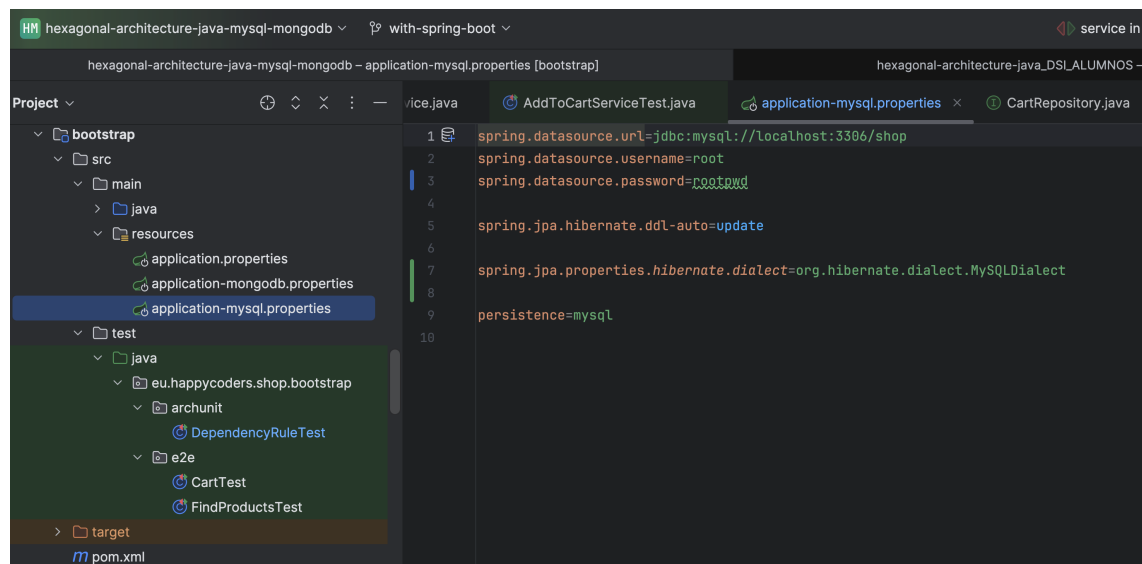 HM hexagonal-architecture-java-mysql-mongodb with-spring-boot service in
hexagonal-architecture-java-mysql-mongodb – application-mysql.properties [bootstrap] hexagonal-architecture-java_DSI_ALUMNOS –
Project
vice.java AddToCartServiceTest.java application-mysql.properties × CartRepository.java
bootstrap
src
main
java
resources
application.properties
application-mongodb.properties
application-mysql.properties
test
java
eu.happycoders.shop.bootstrap
archunit
DependencyRuleTest
e2e
CartTest
FindProductsTest
target
pom.xml
1 spring.datasource.url=jdbc:mysql://localhost:3306/shop
2 spring.datasource.username=root
3 spring.datasource.password=rootpwd
4
5 spring.jpa.hibernate.ddl-auto=update
6
7 spring.jpa.properties.hibernate.dialect=org.hibernate.dialect.MySQLDialect
8
9 persistence=mysql
10